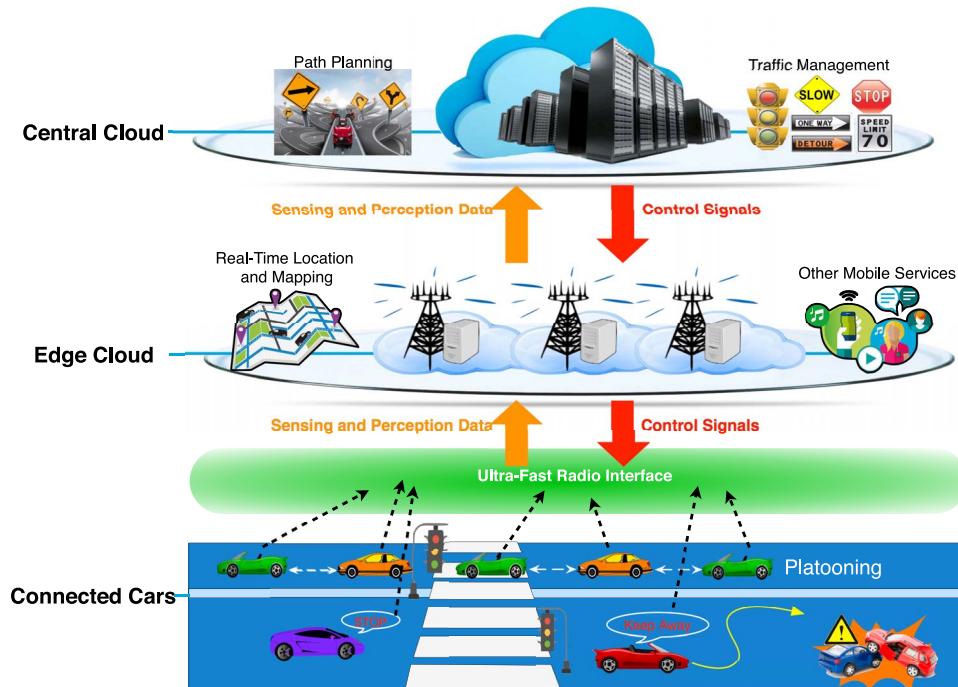 Path Planning
Traffic Management
SLOW
STOP
ONE WAY
SPEED
LIMIT
70
DETOUR
Central Cloud
Sensing and Perception Data
Control Signals
Real-Time Location
and Mapping
Other Mobile Services
Edge Cloud
Sensing and Perception Data
Control Signals
Ultra-Fast Radio Interface
Platooning
Connected Cars
STOP
Keep Away